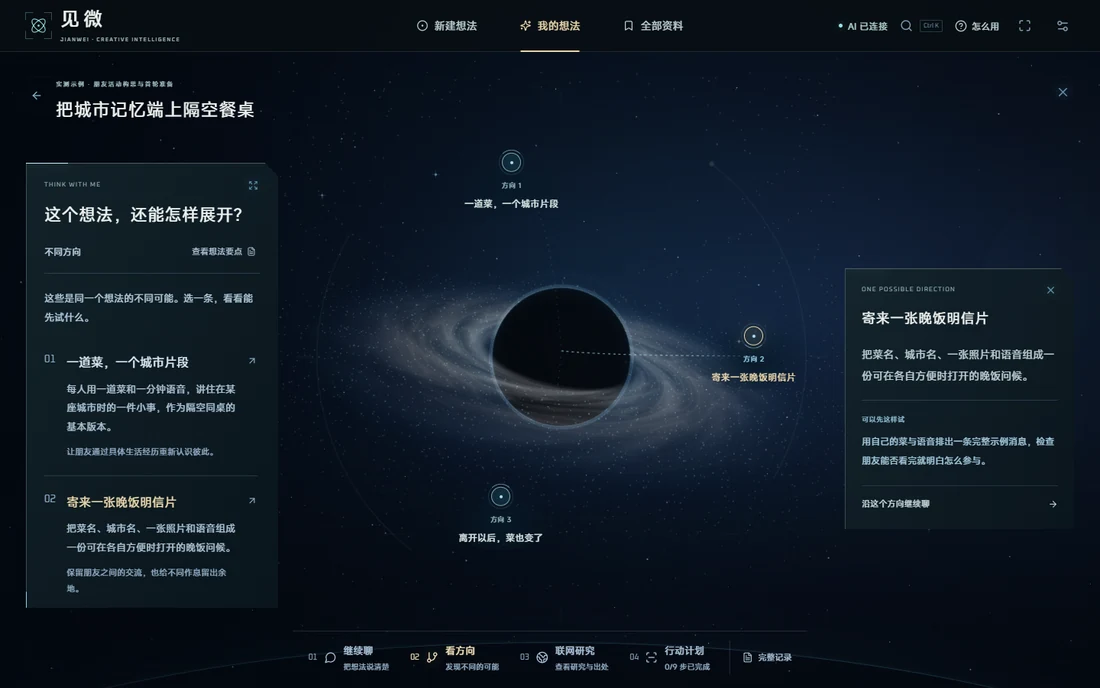 见微
JIANWEI · CREATIVE INTELLIGENCE
新建想法
我的想法
全部资料
AI 已连接
Ctrl K
怎么用
实测示例 · 朋友活动构思与首轮准备
把城市记忆端上隔空餐桌
THINK WITH ME
这个想法，还能怎样展开？
不同方向
查看想法要点
这些是同一个想法的不同可能。选一条，看看能
先试什么。
01
一道菜，一个城市片段
每人用一道菜和一分钟语音，讲住在某
座城市时的一件小事，作为隔空同桌的
基本版本。
让朋友通过具体生活经历重新认识彼此。
02
寄来一张晚饭明信片
把菜名、城市名、一张照片和语音组成
一份可在各自方便时打开的晚饭问候。
保留朋友之间的交流，也给不同作息留出余
地。
方向 1
一道菜，一个城市片段
方向 2
寄来一张晚饭明信片
方向 3
离开以后，菜也变了
ONE POSSIBLE DIRECTION
寄来一张晚饭明信片
把菜名、城市名、一张照片和语音组成一
份可在各自方便时打开的晚饭问候。
可以先这样试
用自己的菜与语音排出一条完整示例消息，检查
朋友能否看完就明白怎么参与。
沿这个方向继续聊
01
继续聊
把想法说清楚
02
看方向
发现不同的可能
03
联网研究
查看研究与出处
04
行动计划
0/9 步已完成
完整记录